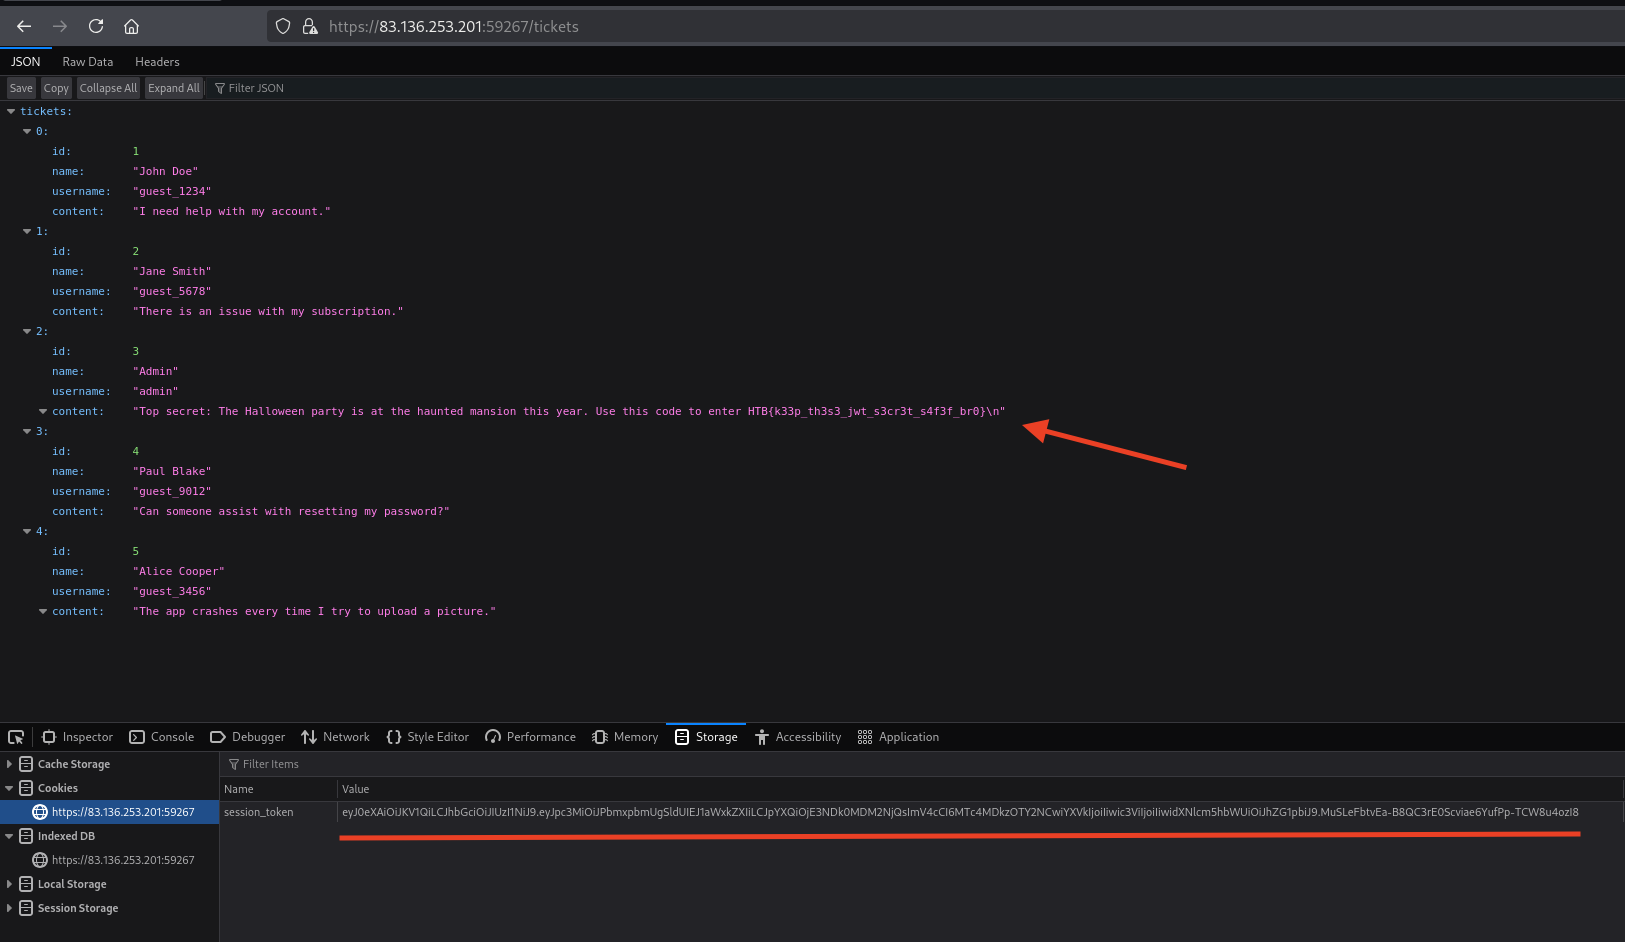 https://83.136.253.201:59267/tickets
JSON Raw Data Headers
Save Copy Collapse All Expand All Filter JSON
tickets:
0:
id: 1
name: "John Doe"
username: "guest_1234"
content: "I need help with my account."
1:
id: 2
name: "Jane Smith"
username: "guest_5678"
content: "There is an issue with my subscription."
2:
id: 3
name: "Admin"
username: "admin"
content: "Top secret: The Halloween party is at the haunted mansion this year. Use this code to enter HTB{k33p_th3s3_jwt_s3cr3t_s4f3f_br0}\n"
3:
id: 4
name: "Paul Blake"
username: "guest_9012"
content: "Can someone assist with resetting my password?"
4:
id: 5
name: "Alice Cooper"
username: "guest_3456"
content: "The app crashes every time I try to upload a picture."
Inspector Console Debugger Network Style Editor Performance Memory Storage Accessibility Application
Cache Storage Filter Items
Cookies Name Value
https://83.136.253.201:59267 session_token eyJ0eXAiOiJKV1QiLCJhbGciOiJIUzI1NiJ9.eyJpc3MiOiJPbmxpbmUgSldUIEJ1aWxkZXIiLCJpYXQiOjE3NDk0MDM2NjQsImV4cCI6MTc4MDkzOTY2NCwiYXVkIjoiIiwic3ViIjoiIiwidXNlcm5hbWUiOiJhZG1pbiJ9.MuSLeFbtvEa-B8QC3rE0Scviae6YufPp-TCW8u4ozI8
Indexed DB
https://83.136.253.201:59267
Local Storage
Session Storage